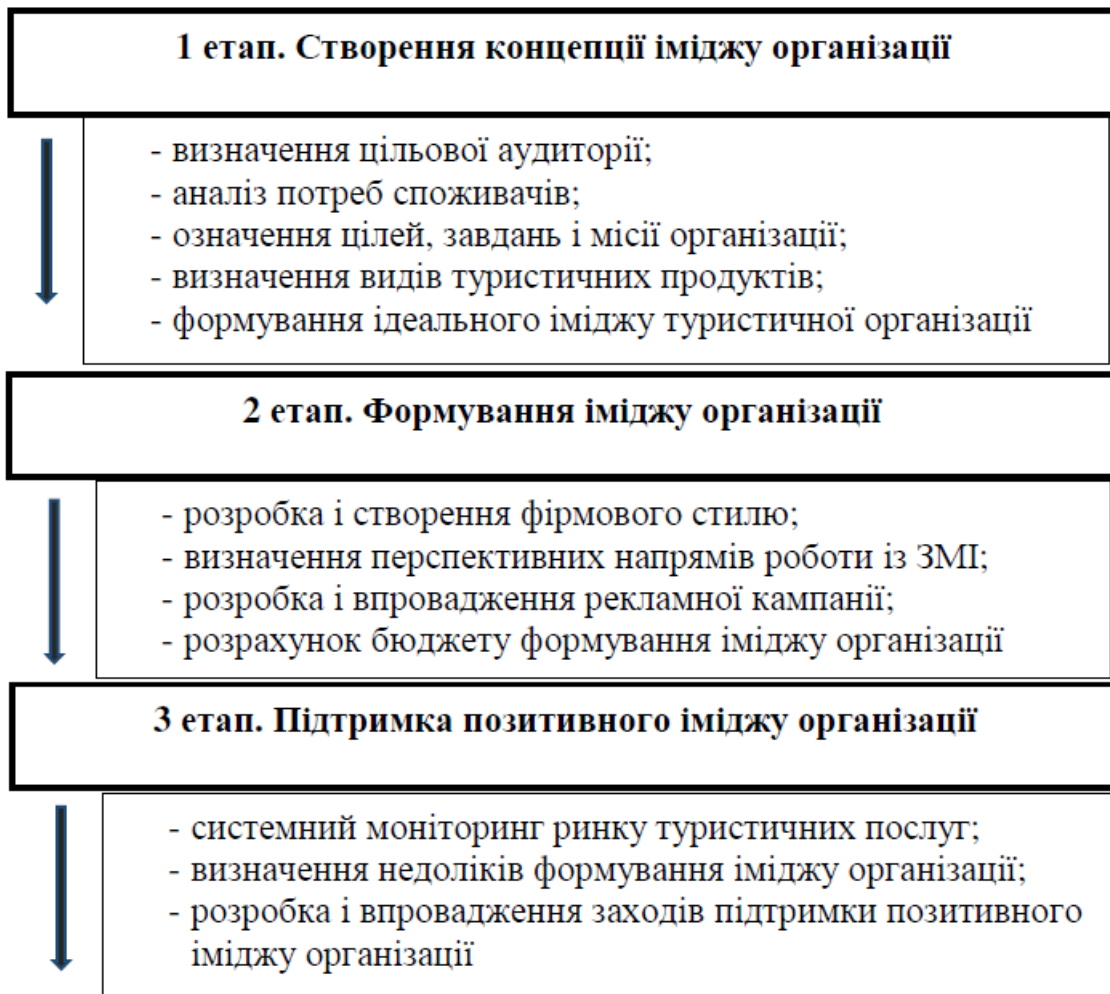 1 етап. Створення концепції іміджу організації
- визначення цільової аудиторії;
- аналіз потреб споживачів;
- означення цілей, завдань і місії організації;
- визначення видів туристичних продуктів;
- формування ідеального іміджу туристичної організації
2 етап. Формування іміджу організації
- розробка і створення фірмового стилю;
- визначення перспективних напрямів роботи із ЗМІ;
- розробка і впровадження рекламної кампанії;
- розрахунок бюджету формування іміджу організації
3 етап. Підтримка позитивного іміджу організації
- системний моніторинг ринку туристичних послуг;
- визначення недоліків формування іміджу організації;
- розробка і впровадження заходів підтримки позитивного
іміджу організації